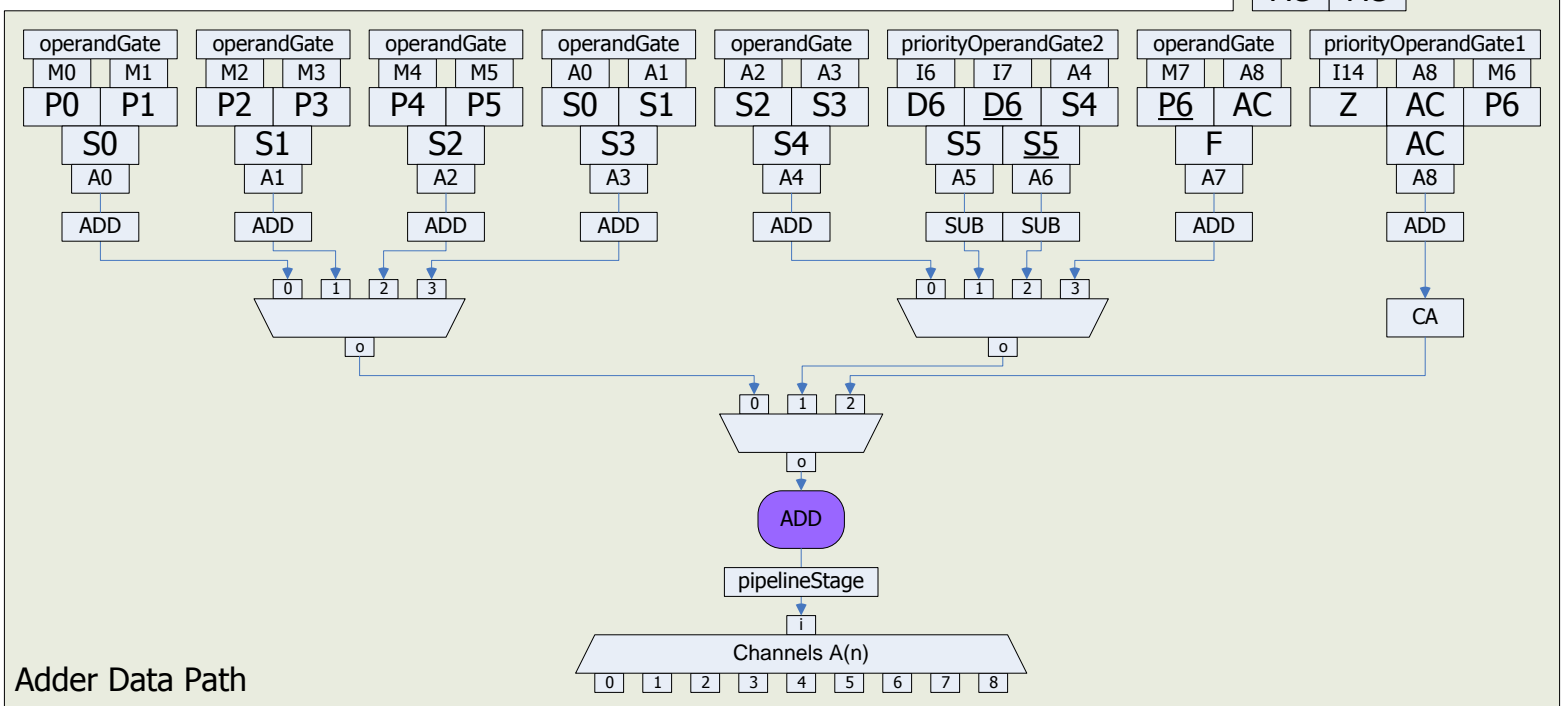 operandGate operandGate operandGate operandGate operandGate priorityOperandGate2 operandGate priorityOperandGate1
M0 M1 M2 M3 M4 M5 A0 A1 A2 A3 I6 I7 A4 M7 A8 I14 A8 M6
P0 P1 P2 P3 P4 P5 S0 S1 S2 S3 D6 D6 S4 P6 AC Z AC P6
S0 S1 S2 S3 S4 S5 S5 F AC
A0 A1 A2 A3 A4 A5 A6 A7 A8
ADD ADD ADD ADD ADD SUB SUB ADD ADD
0 1 2 3 0 1 2 3
CA
o o
0 1 2
o
ADD
pipelineStage
i
Channels A(n)
Adder Data Path
0 1 2 3 4 5 6 7 8